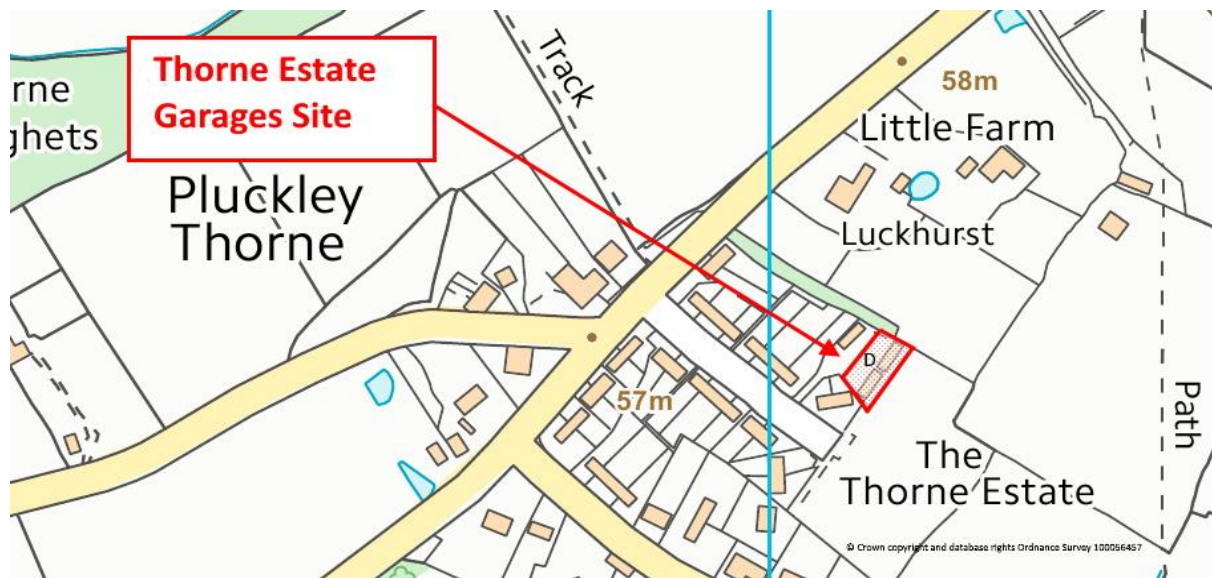 Thorne Estate
Garages Site
Track
58m
rne
ghets
Little Farm
Pluckley
Thorne
Luckhurst
D
57m
Path
The
Thorne Estate
© Crown copyright and database rights Ordnance Survey 100056457